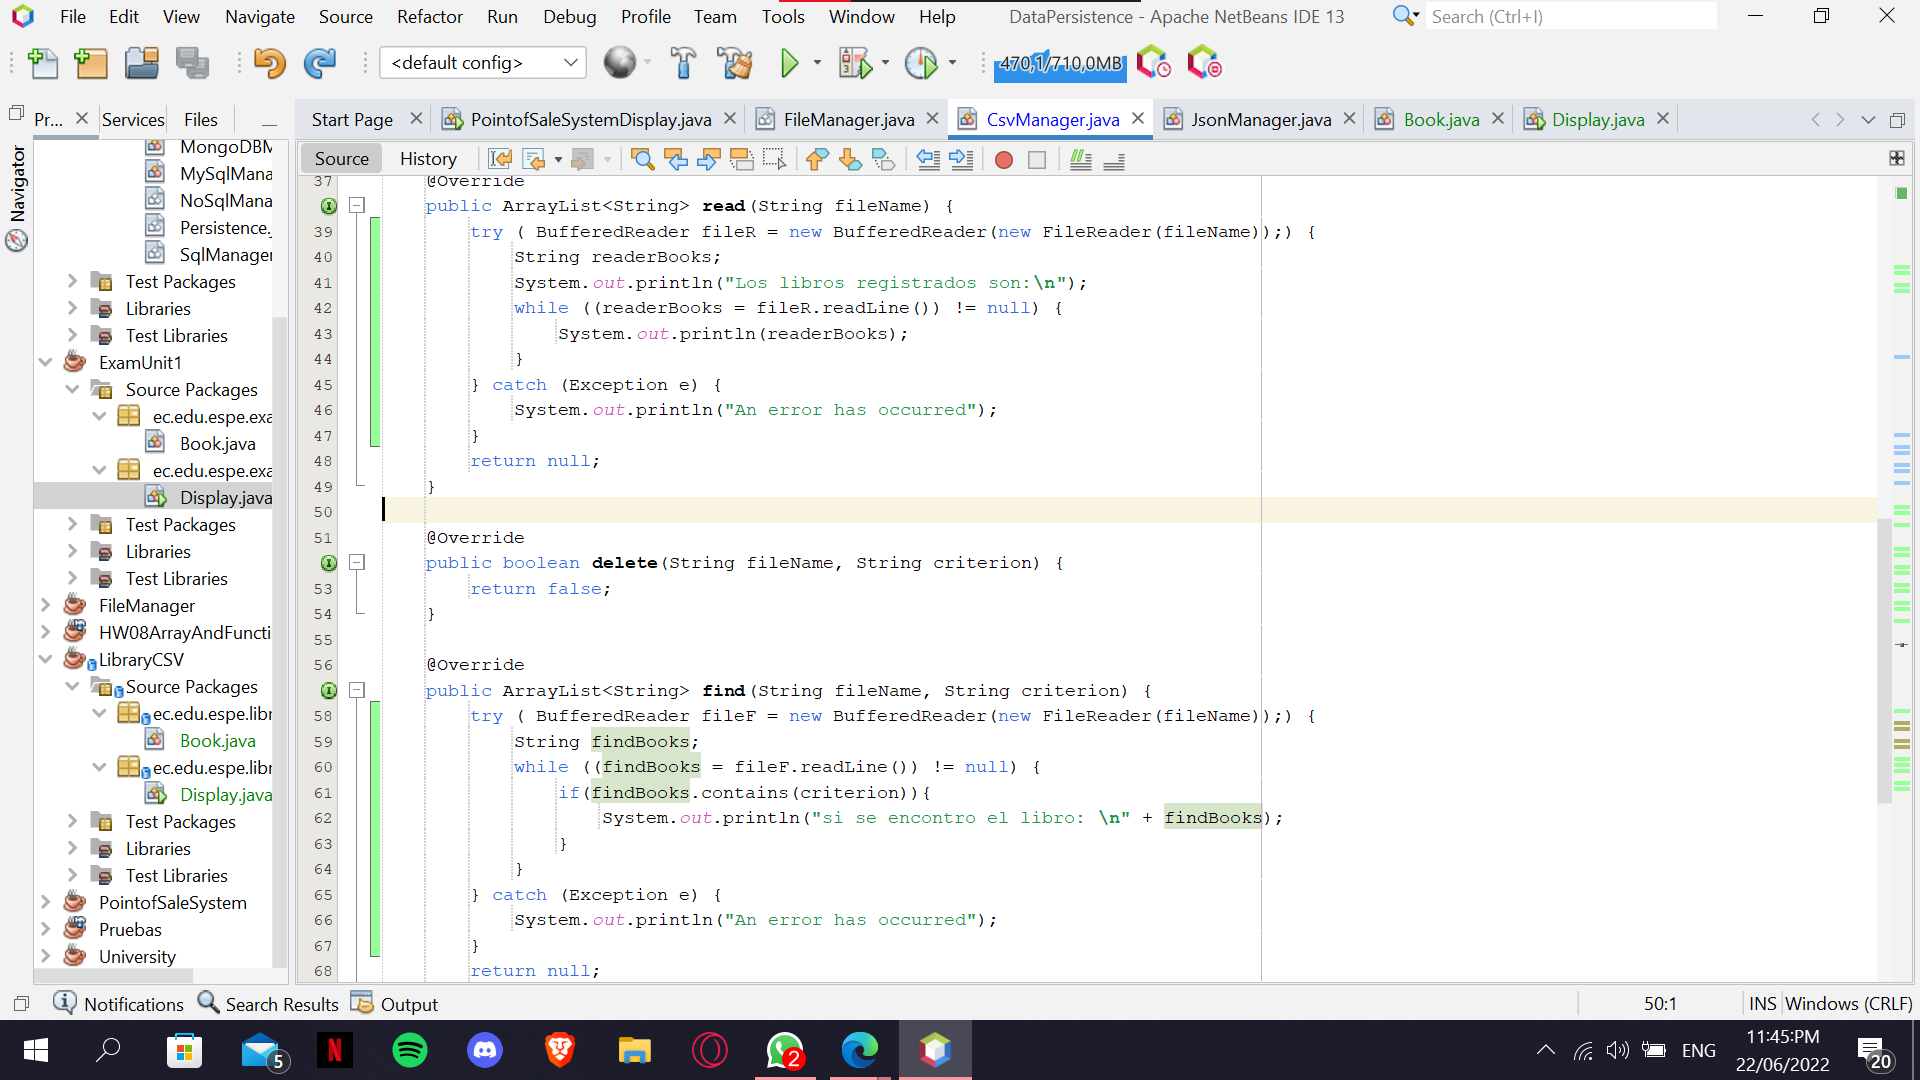 File Edit View Navigate Source Refactor Run Debug Profile Team Tools Window Help DataPersistence - Apache NetBeans IDE 13 Search (Ctrl+I)
<default config> 470,1/710,0MB
Pr... Services Files Start Page PointofSaleSystemDisplay.java FileManager.java CsvManager.java JsonManager.java Book.java Display.java
Navigator
Source History
MongoDBM
MySqlMana
NoSqlMana
Persistence.
SqlManager
Test Packages
Libraries
Test Libraries
ExamUnit1
Source Packages
ec.edu.espe.exa
Book.java
ec.edu.espe.exa
Display.java
Test Packages
Libraries
Test Libraries
FileManager
HW08ArrayAndFuncti
LibraryCSV
Source Packages
ec.edu.espe.libr
Book.java
ec.edu.espe.libr
Display.java
Test Packages
Libraries
Test Libraries
PointofSaleSystem
Pruebas
University
37 @Override
public ArrayList<String> read(String fileName) {
39 try ( BufferedReader fileR = new BufferedReader(new FileReader(fileName));) {
40 String readerBooks;
41 System.out.println("Los libros registrados son:\n");
42 while ((readerBooks = fileR.readLine()) != null) {
43 System.out.println(readerBooks);
44 }
45 } catch (Exception e) {
46 System.out.println("An error has occurred");
47 }
48 return null;
49 }
50
51 @Override
public boolean delete(String fileName, String criterion) {
53 return false;
54 }
55
56 @Override
public ArrayList<String> find(String fileName, String criterion) {
58 try ( BufferedReader fileF = new BufferedReader(new FileReader(fileName));) {
59 String findBooks;
60 while ((findBooks = fileF.readLine()) != null) {
61 if(findBooks.contains(criterion)){
62 System.out.println("si se encontro el libro: \n" + findBooks);
63 }
64 }
65 } catch (Exception e) {
66 System.out.println("An error has occurred");
67 }
68 return null;
Notifications Search Results Output 50:1 INS Windows (CRLF)
5 N 2 ENG 11:45:PM 20
22/06/2022